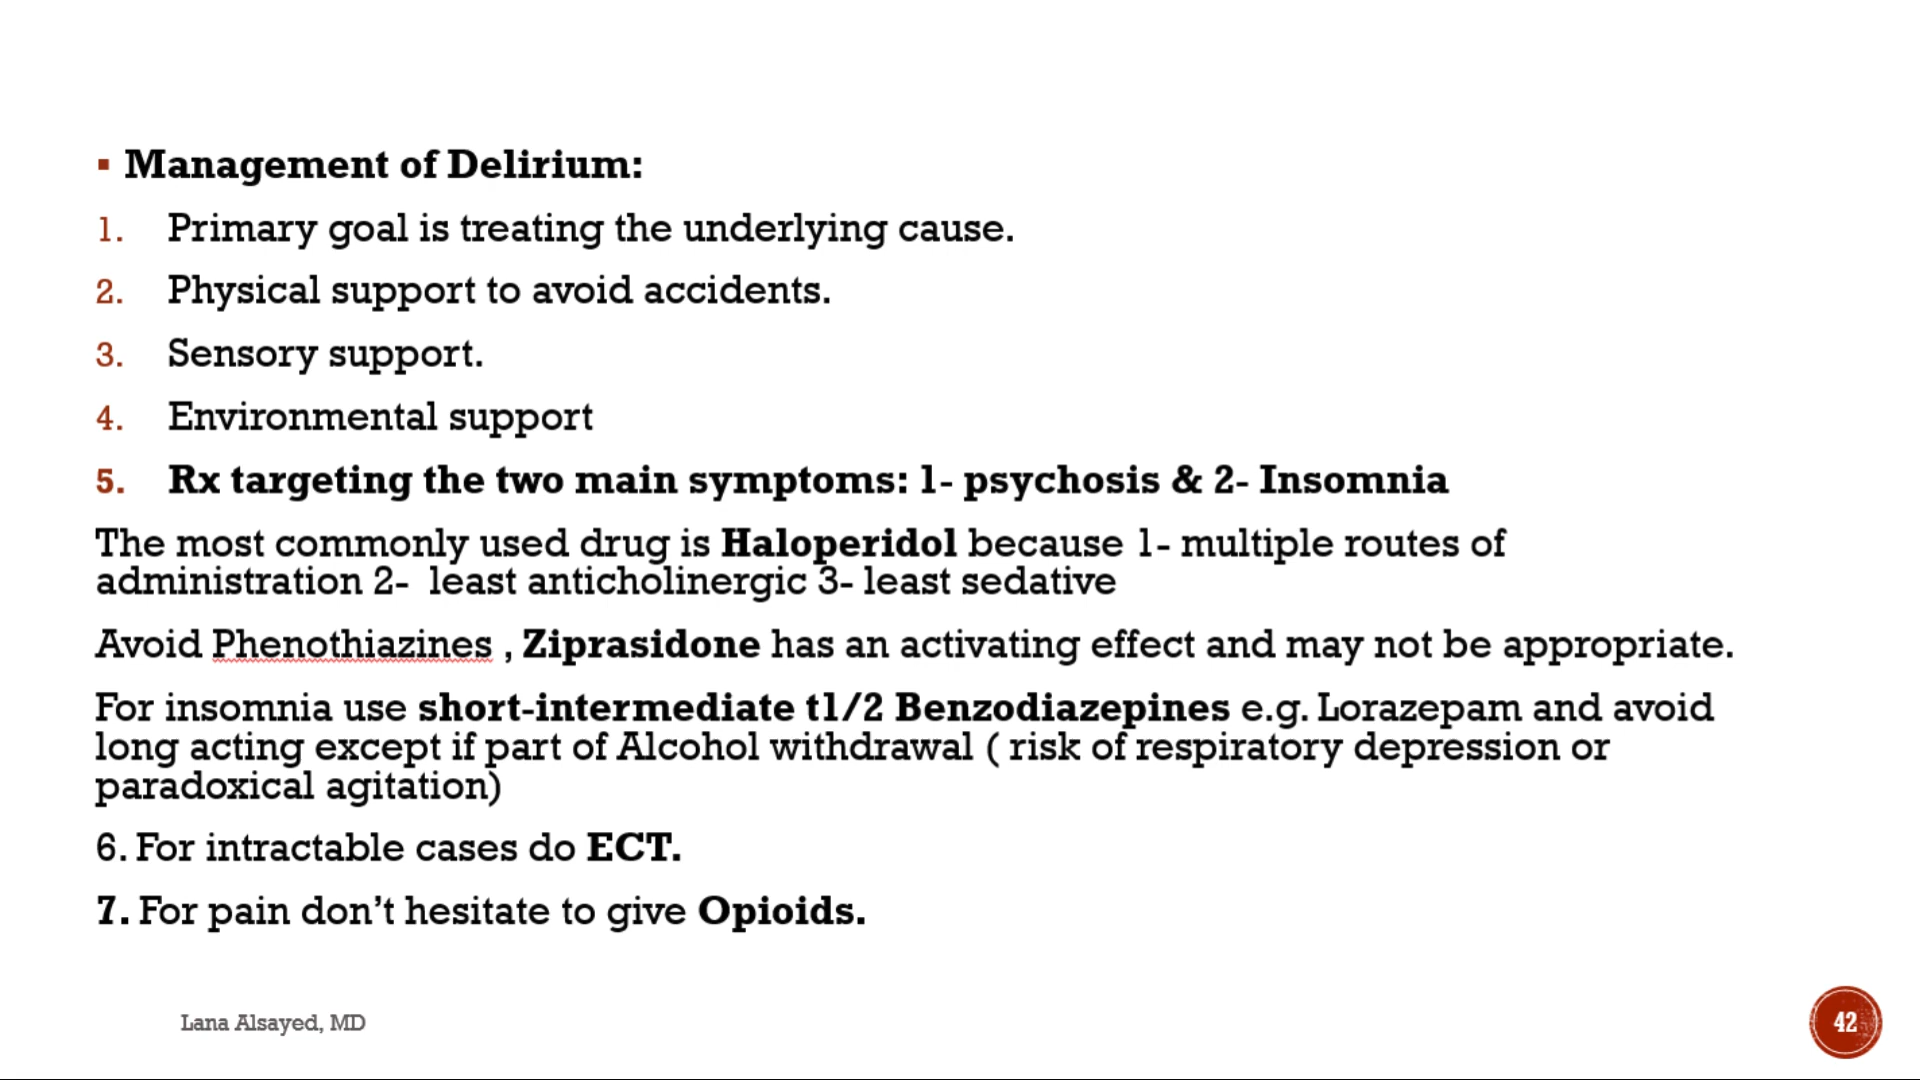 ▪ Management of Delirium:
1. Primary goal is treating the underlying cause.
2. Physical support to avoid accidents.
3. Sensory support.
4. Environmental support
5. Rx targeting the two main symptoms: 1- psychosis & 2- Insomnia
The most commonly used drug is Haloperidol because 1- multiple routes of
administration 2-  least anticholinergic 3- least sedative
Avoid Phenothiazines , Ziprasidone has an activating effect and may not be appropriate.
For insomnia use short-intermediate t1/2 Benzodiazepines e.g. Lorazepam and avoid
long acting except if part of Alcohol withdrawal ( risk of respiratory depression or
paradoxical agitation)
6. For intractable cases do ECT.
7. For pain don’t hesitate to give Opioids.
Lana Alsayed, MD
42